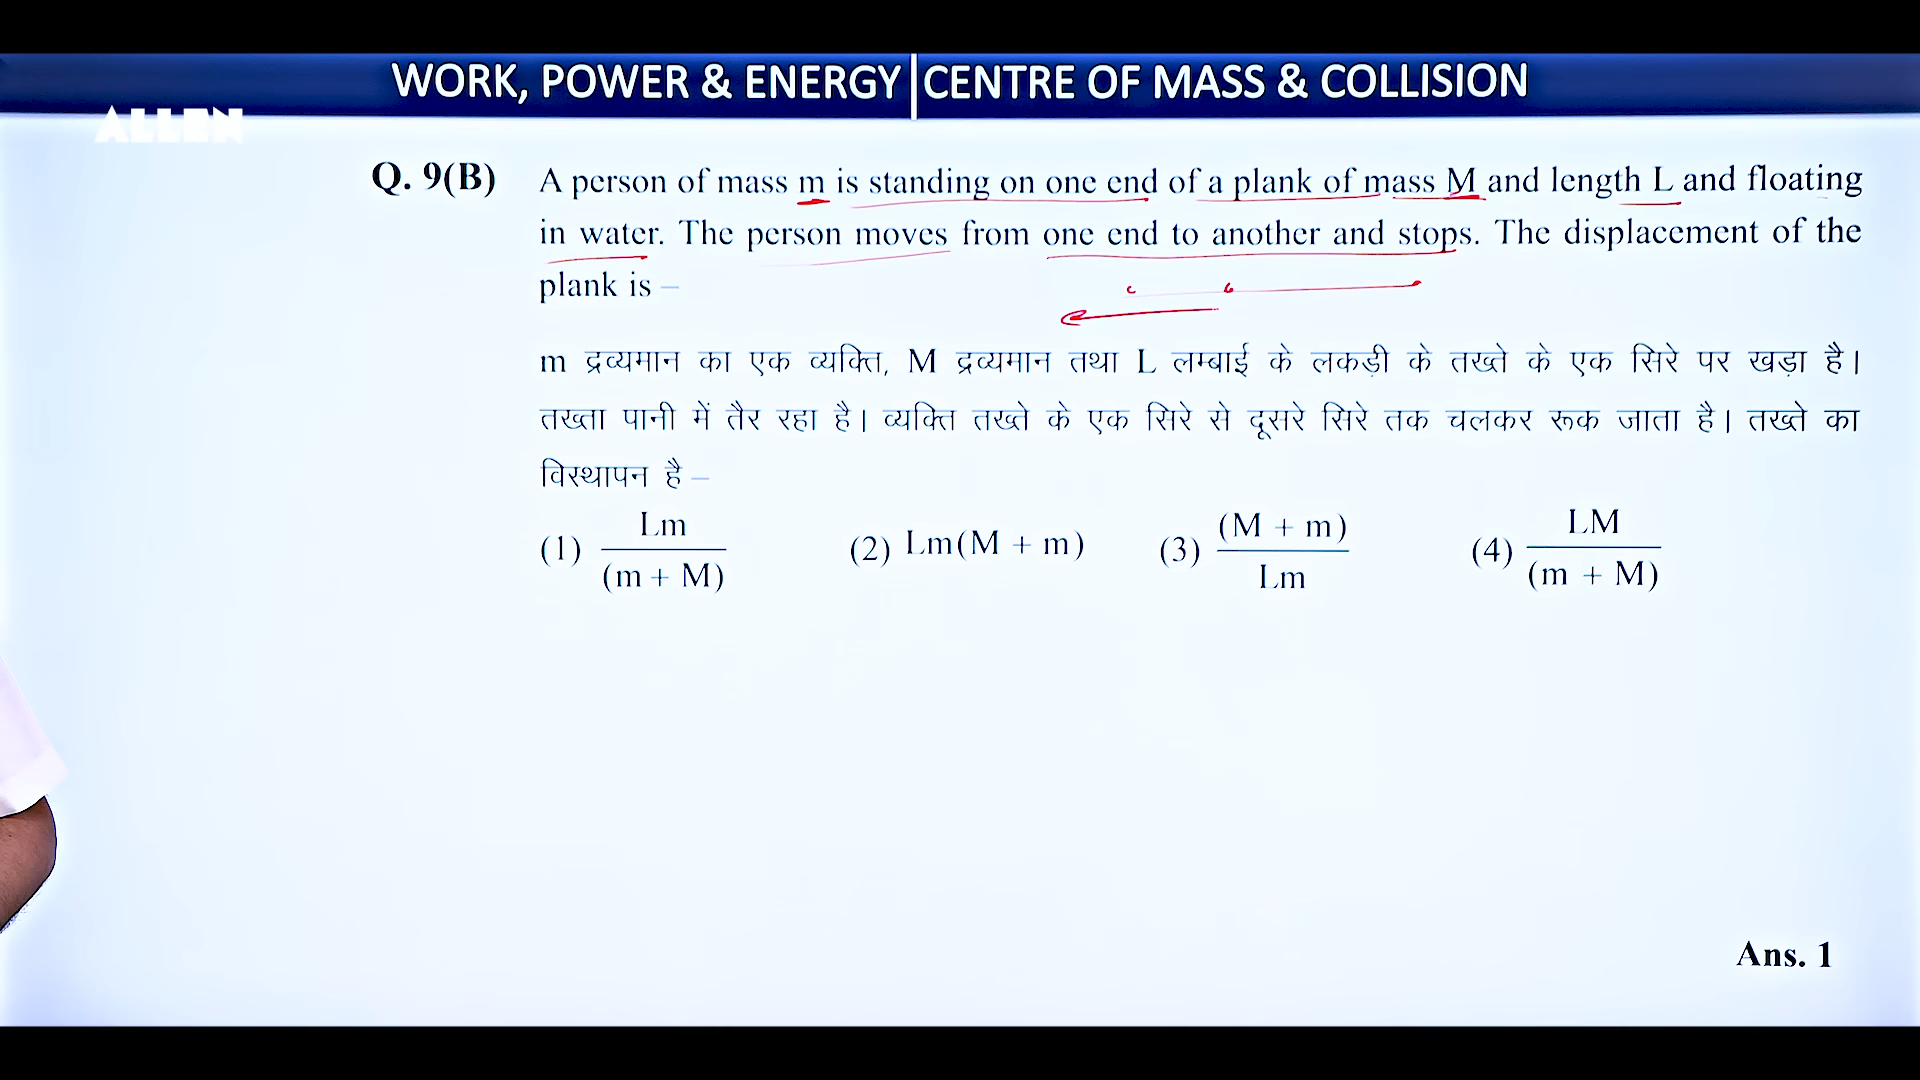 WORK, POWER & ENERGY | CENTRE OF MASS & COLLISION
ALLEN
Q. 9(B) A person of mass m is standing on one end of a plank of mass M and length L and floating
in water. The person moves from one end to another and stops. The displacement of the
plank is –
m द्रव्यमान का एक व्यक्ति, M द्रव्यमान तथा L लम्बाई के लकड़ी के तख्ते के एक सिरे पर खड़ा है।
तख्ता पानी में तैर रहा है। व्यक्ति तख्ते के एक सिरे से दूसरे सिरे तक चलकर रूक जाता है। तख्ते का
विस्थापन है –
(1) Lm/(m + M) (2) Lm(M + m) (3) (M + m)/Lm (4) LM/(m + M)
Ans. 1